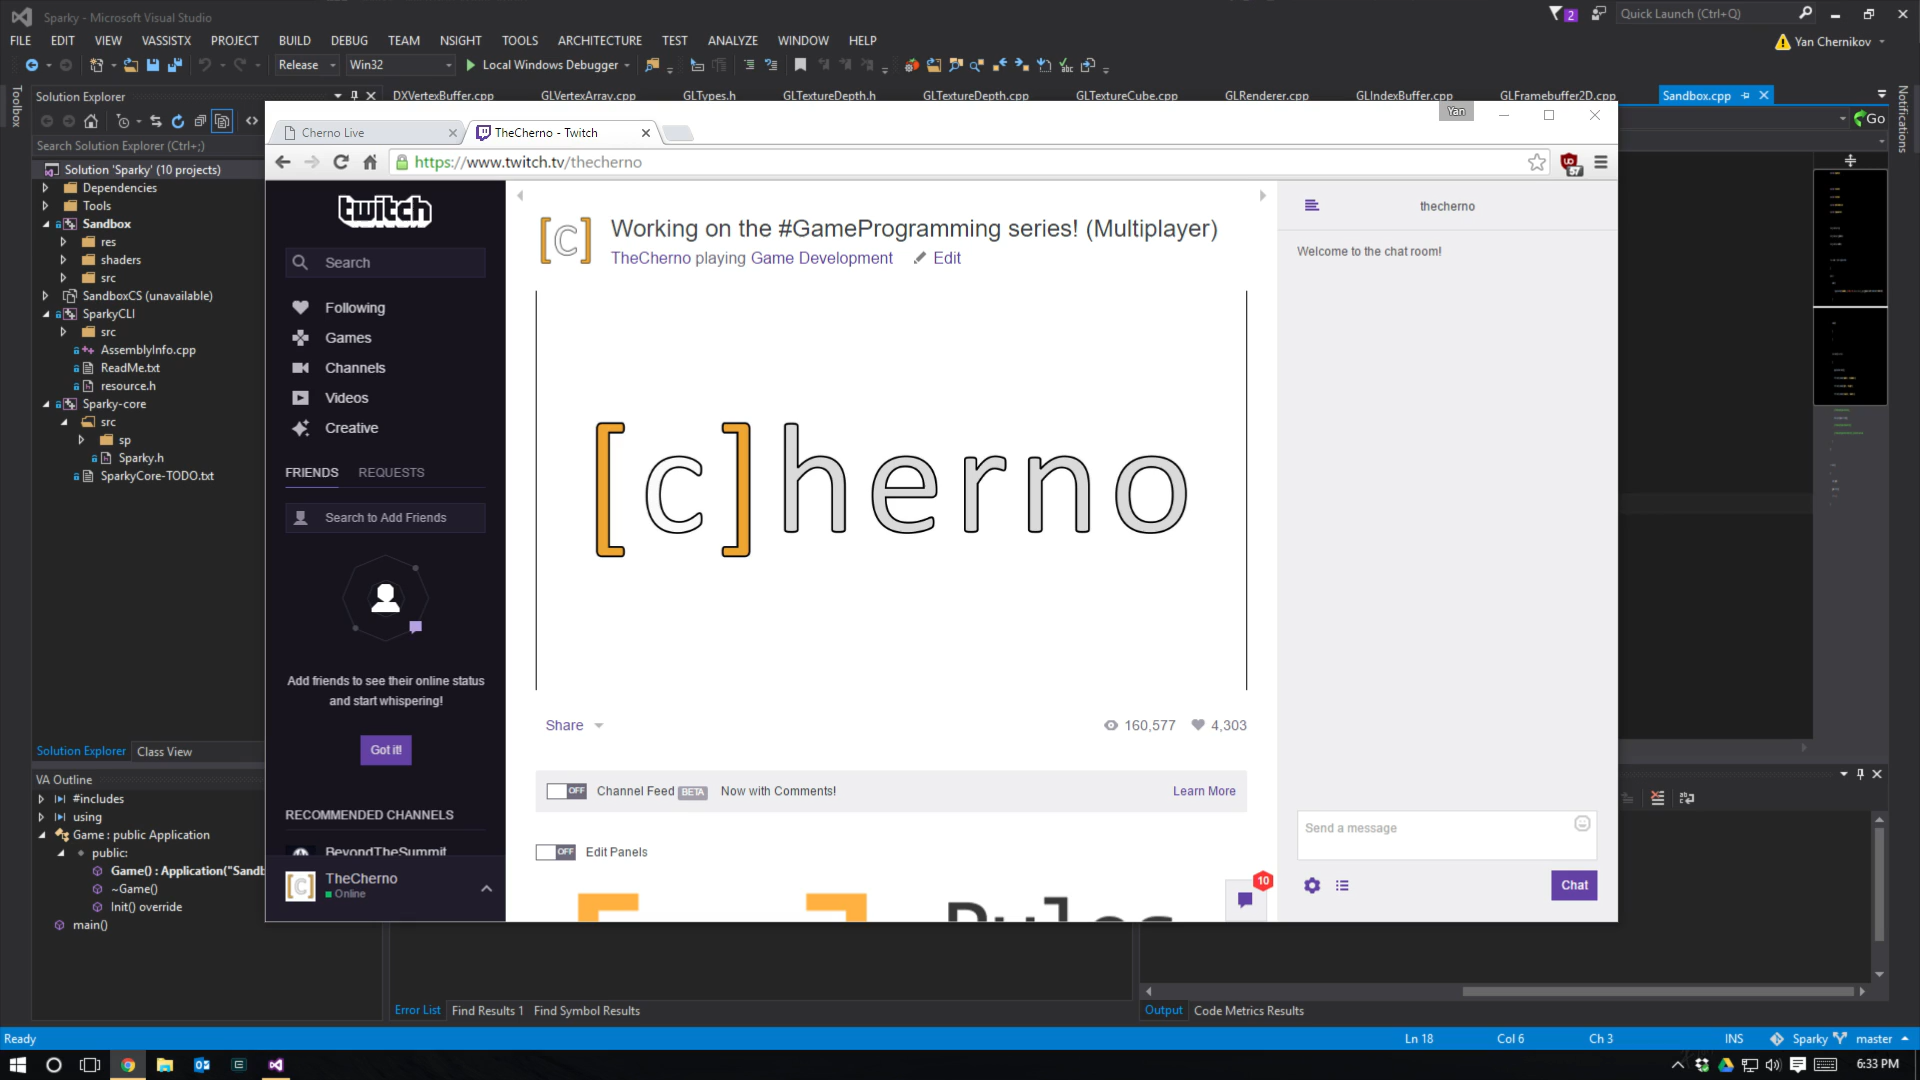 Sparky - Microsoft Visual Studio
2
Quick Launch (Ctrl+Q)
FILE EDIT VIEW VASSISTX PROJECT BUILD DEBUG TEAM NSIGHT TOOLS ARCHITECTURE TEST ANALYZE WINDOW HELP
Yan Chernikov
Release Win32 Local Windows Debugger
Toolbox
Solution Explorer
DXVertexBuffer.cpp GLVertexArray.cpp GLTypes.h GLTextureDepth.h GLTextureDepth.cpp GLTextureCube.cpp GLRenderer.cpp GLIndexBuffer.cpp GLFramebuffer2D.cpp Sandbox.cpp
Notifications
Go
Search Solution Explorer (Ctrl+;)
Solution 'Sparky' (10 projects)
Dependencies
Tools
Sandbox
res
shaders
src
SandboxCS (unavailable)
SparkyCLI
src
AssemblyInfo.cpp
ReadMe.txt
resource.h
Sparky-core
src
sp
Sparky.h
SparkyCore-TODO.txt
Solution Explorer Class View
VA Outline
#includes
using
Game : public Application
public:
Game() : Application("Sandb
~Game()
Init() override
main()
Yan
Cherno Live
TheCherno - Twitch
https://www.twitch.tv/thecherno
57
twitch
Search
Following
Games
Channels
Videos
Creative
FRIENDS REQUESTS
Search to Add Friends
Add friends to see their online status
and start whispering!
Got it!
RECOMMENDED CHANNELS
BeyondTheSummit
[c]
TheCherno
Online
[c]
Working on the #GameProgramming series! (Multiplayer)
TheCherno playing Game Development Edit
[c]herno
Share
160,577 4,303
OFF Channel Feed BETA Now with Comments! Learn More
OFF Edit Panels
Rules
10
thecherno
Welcome to the chat room!
Send a message
Chat
Error List Find Results 1 Find Symbol Results
Output Code Metrics Results
Ready
Ln 18 Col 6 Ch 3 INS Sparky master
6:33 PM